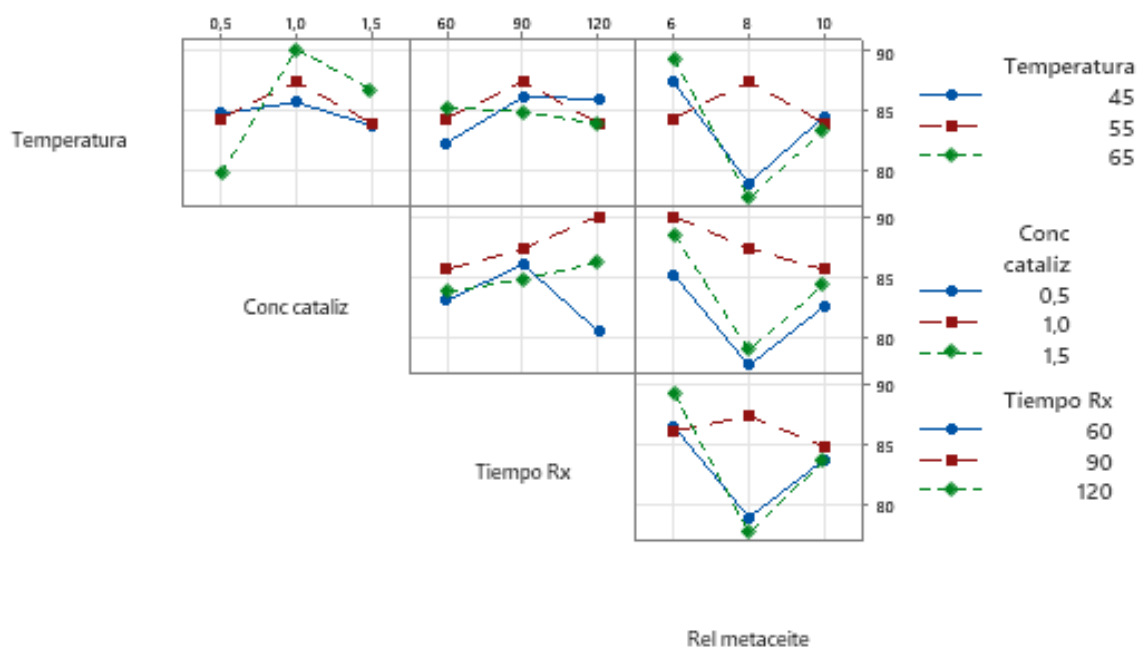 0,5 1,0 1,5 60 90 120 6 8 10
90
85
80
Temperatura
Temperatura
45
55
65
90
85
80
Conc cataliz
Conc
cataliz
0,5
1,0
1,5
90
85
80
Tiempo Rx
Tiempo Rx
60
90
120
Rel metaceite